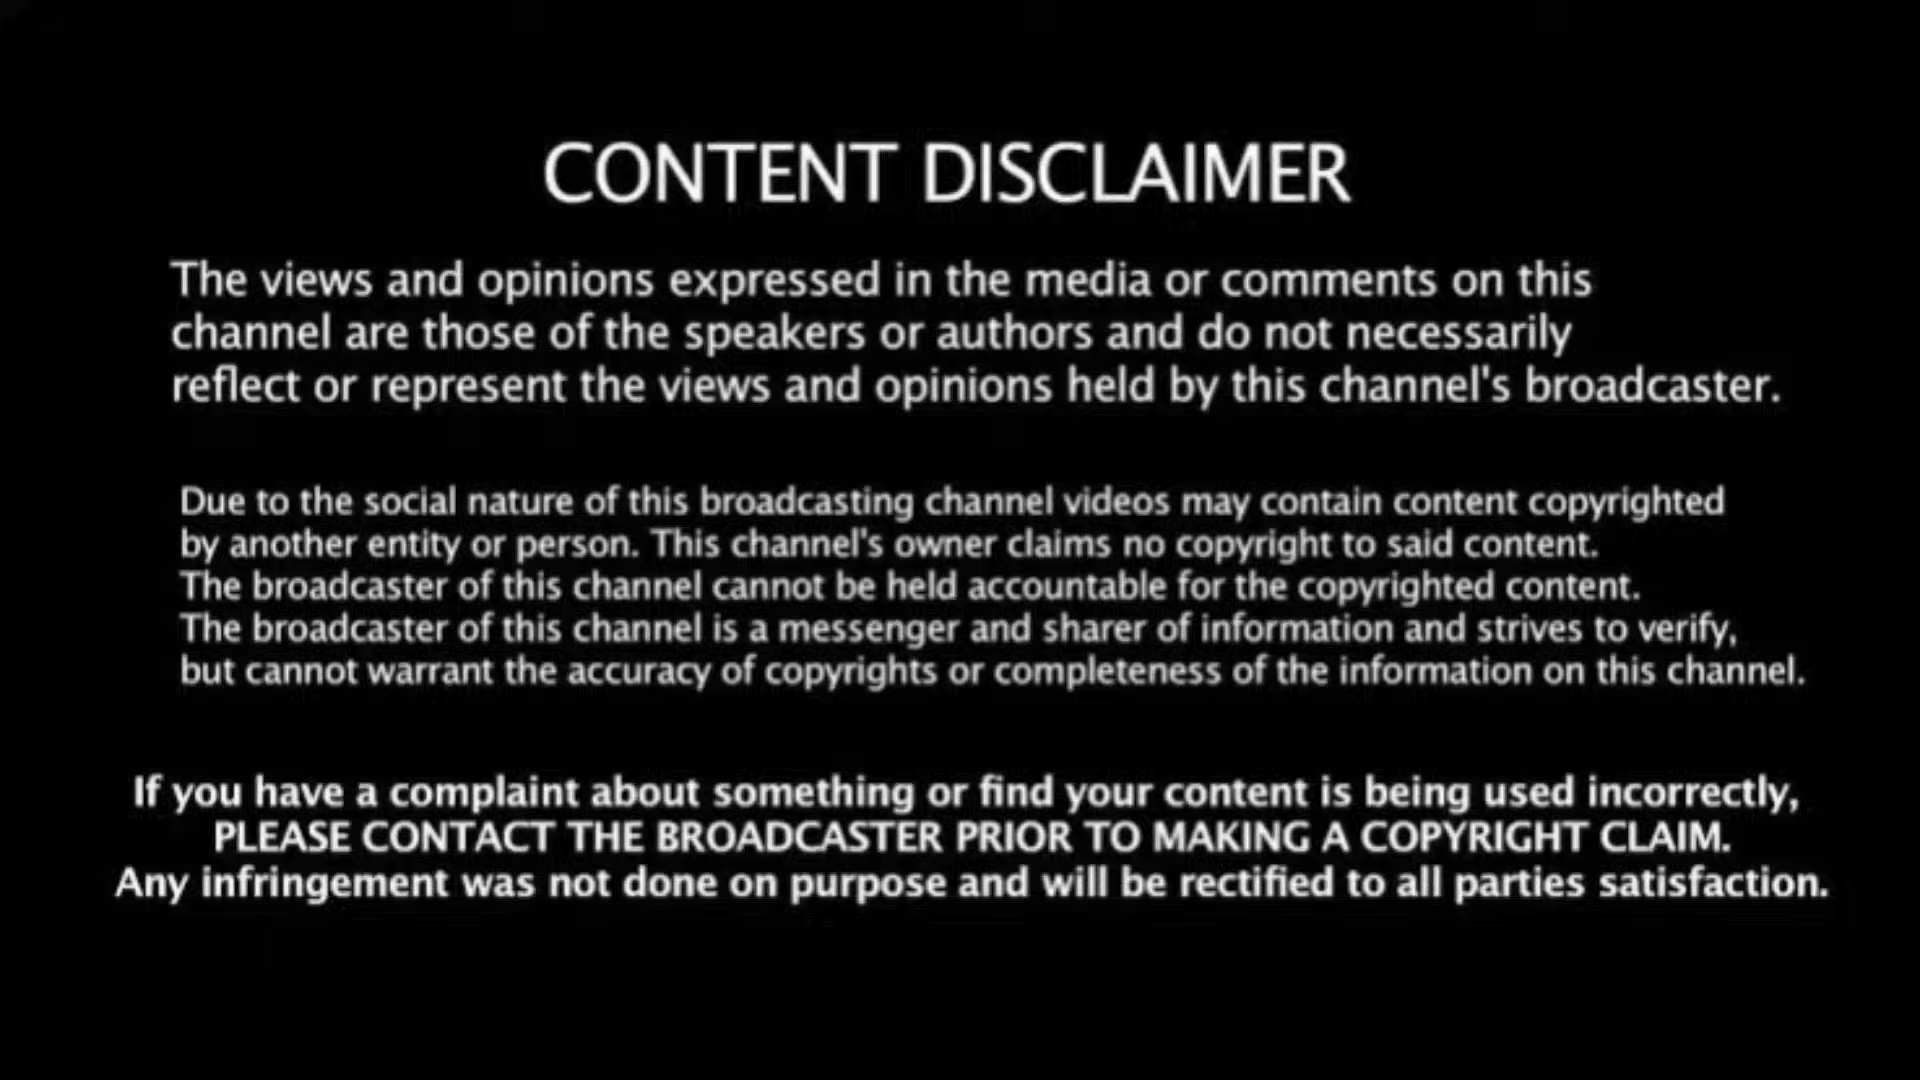 CONTENT DISCLAIMER
The views and opinions expressed in the media or comments on this
channel are those of the speakers or authors and do not necessarily
reflect or represent the views and opinions held by this channel's broadcaster.
Due to the social nature of this broadcasting channel videos may contain content copyrighted
by another entity or person. This channel's owner claims no copyright to said content.
The broadcaster of this channel cannot be held accountable for the copyrighted content.
The broadcaster of this channel is a messenger and sharer of information and strives to verify,
but cannot warrant the accuracy of copyrights or completeness of the information on this channel.
If you have a complaint about something or find your content is being used incorrectly,
PLEASE CONTACT THE BROADCASTER PRIOR TO MAKING A COPYRIGHT CLAIM.
Any infringement was not done on purpose and will be rectified to all parties satisfaction.